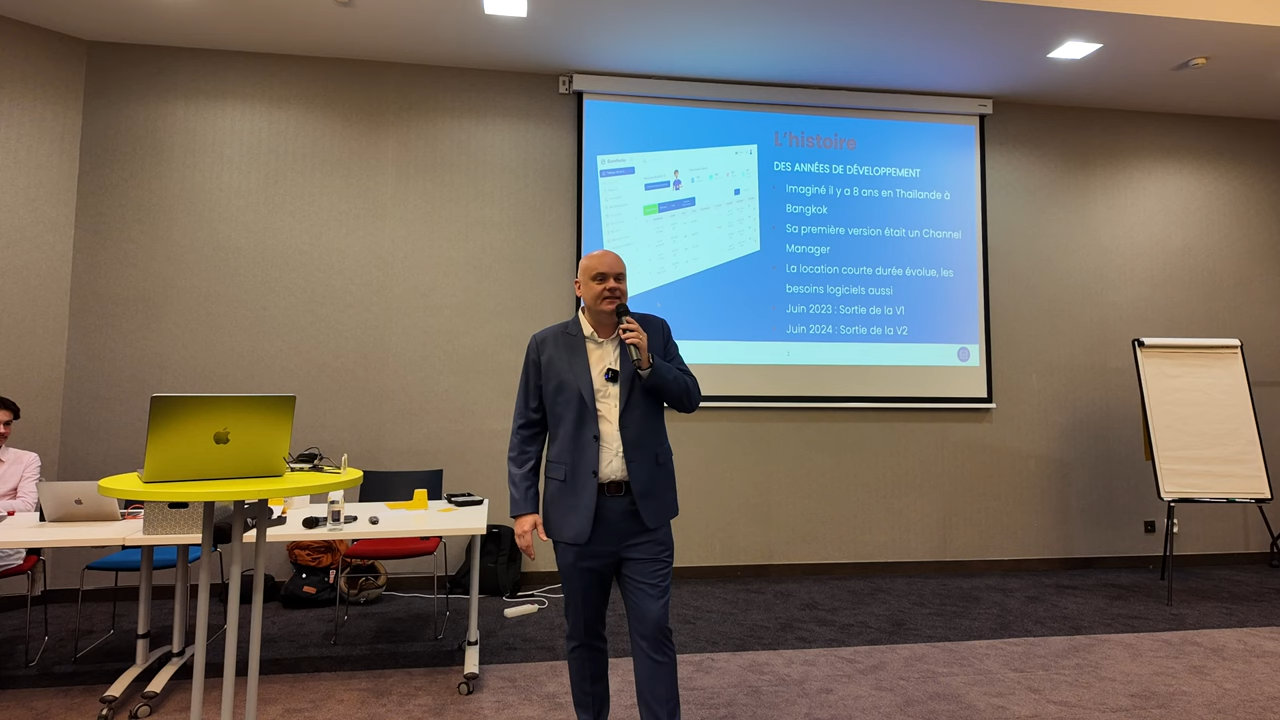 L'histoire
DES ANNÉES DE DÉVELOPPEMENT
Imaginé il y a 8 ans en Thaïlande à
Bangkok
Sa première version était un Channel
Manager
La location courte durée évolue, les
besoins logiciels aussi
Juin 2023 : Sortie de la V1
Juin 2024 : Sortie de la V2